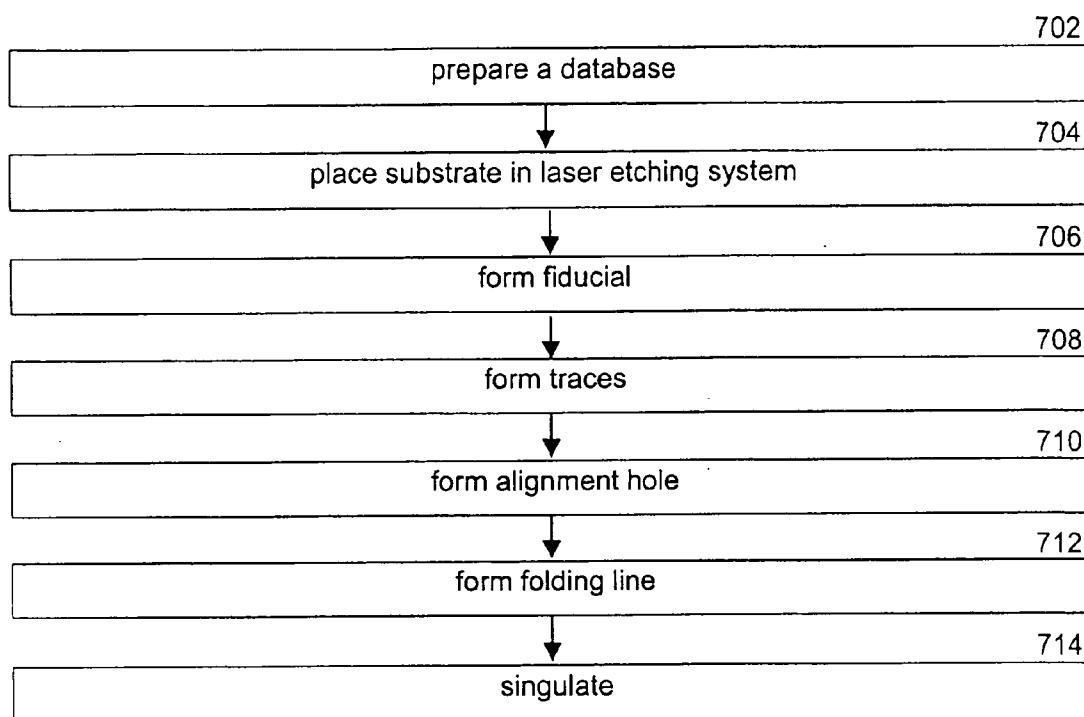 702
prepare a database
704
place substrate in laser etching system
706
form fiducial
708
form traces
710
form alignment hole
712
form folding line
714
singulate